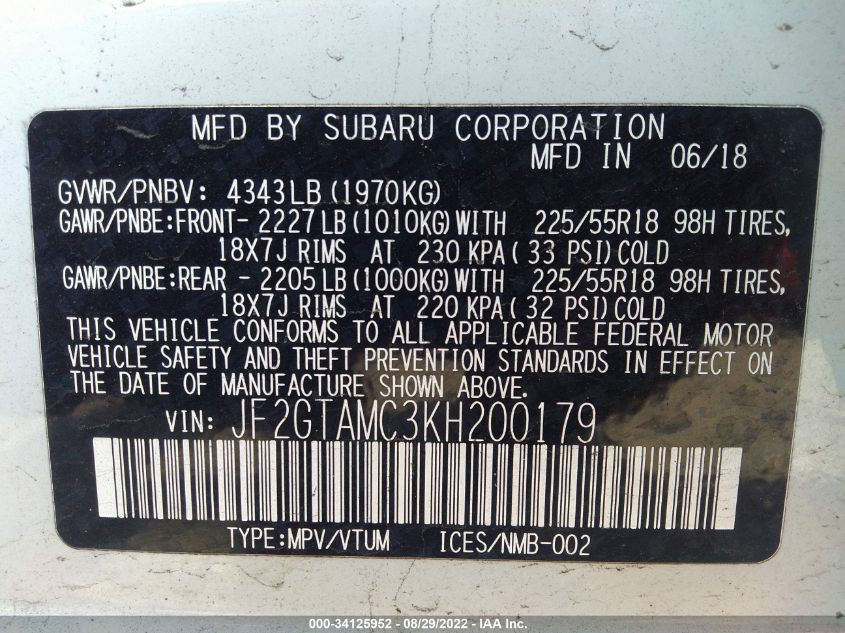 MFD BY SUBARU CORPORATION
MFD IN 06/18
GVWR/PNBV: 4343LB (1970KG)
GAWR/PNBE:FRONT- 2227LB (1010KG) WITH 225/55R18 98H TIRES,
18X7J RIMS AT 230 KPA ( 33 PSI) COLD
GAWR/PNBE:REAR - 2205LB (1000KG) WITH 225/55R18 98H TIRES,
18X7J RIMS AT 220 KPA ( 32 PSI) COLD
THIS VEHICLE CONFORMS TO ALL APPLICABLE FEDERAL MOTOR
VEHICLE SAFETY AND THEFT PREVENTION STANDARDS IN EFFECT ON
THE DATE OF MANUFACTURE SHOWN ABOVE.
VIN: JF2GTAMC3KH200179
TYPE:MPV/VTUM ICES/NMB-002
000-34125952 - 08/29/2022 - IAA Inc.